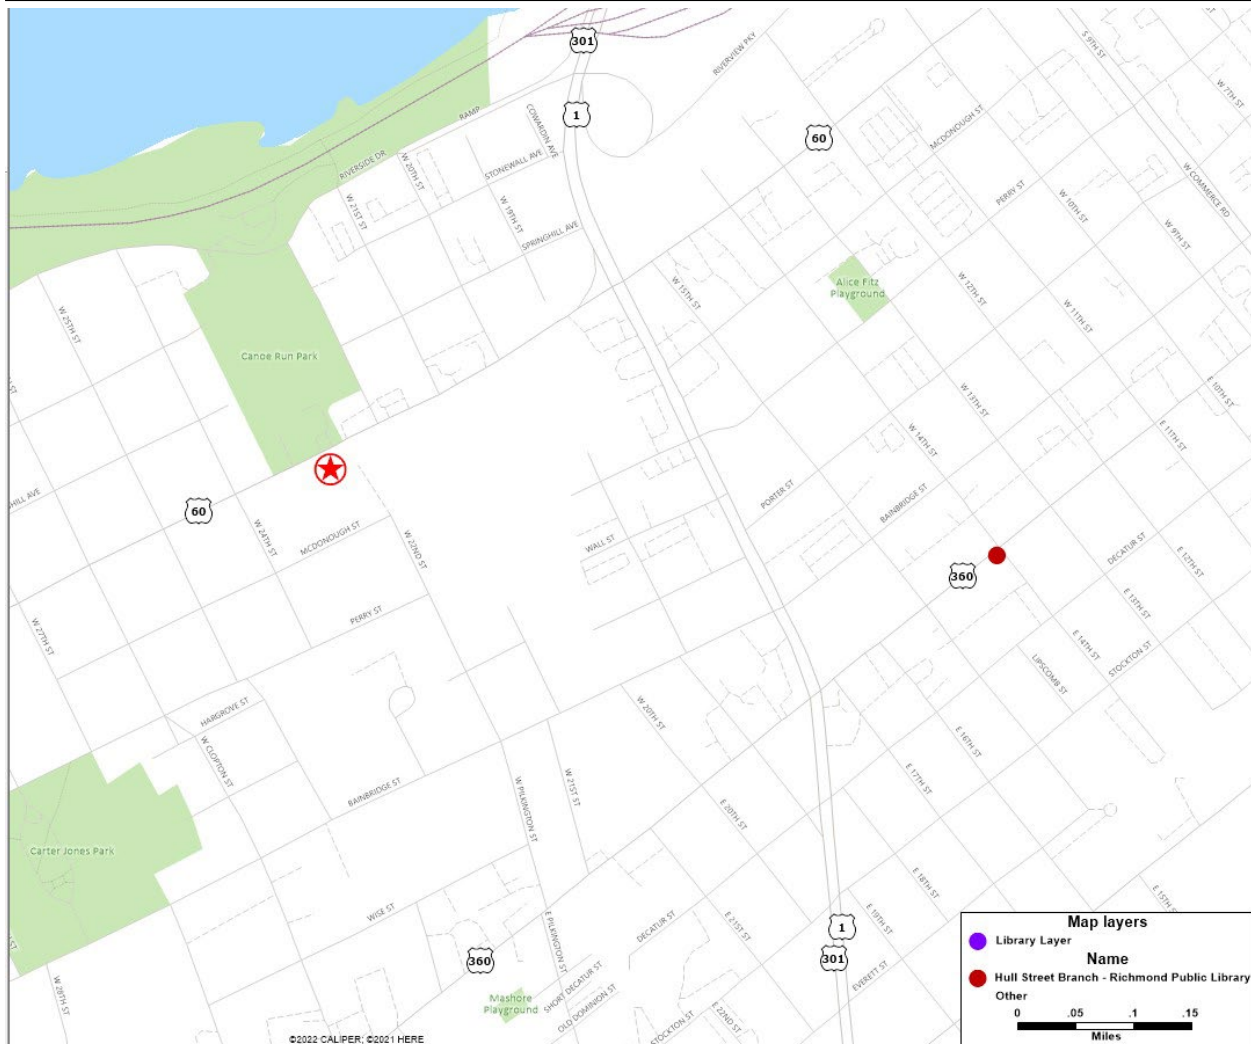 301
1
RIVERVIEW PKY
S 9TH ST
W 7TH ST
60
COWARDIN AVE
RAMP
MCDONOUGH ST
STONEWALL AVE
W 20TH ST
RIVERSIDE DR
W COMMERCE RD
PERRY ST
W 10TH ST
W 21ST ST
W 19TH ST
SPRINGHILL AVE
W 9TH ST
W 15TH ST
Alice Fitz
Playground
W 12TH ST
W 11TH ST
W 25TH ST
Canoe Run Park
E 10TH ST
W 13TH ST
W 14TH ST
E 11TH ST
HILL AVE
60
PORTER ST
BAINBRIDGE ST
W 24TH ST
MCDONOUGH ST
W 22ND ST
WALL ST
DECATUR ST
E 12TH ST
360
W 27TH ST
PERRY ST
E 13TH ST
E 14TH ST
STOCKTON ST
LIPSCOMB ST
HARGROVE ST
W 20TH ST
W CLOPTON ST
E 16TH ST
BAINBRIDGE ST
W PILKINGTON ST
W 21ST ST
E 17TH ST
E 20TH ST
Carter Jones Park
E 18TH ST
E 15TH ST
WISE ST
E PILKINGTON ST
DECATUR ST
E 21ST ST
E 19TH ST
1
301
360
EVERETT ST
W 26TH ST
SHORT DECATUR ST
Mashore
Playground
OLD DOMINION ST
STOCKTON ST
E 22ND ST
©2022 CALIPER; ©2021 HERE
Map layers
Library Layer
Name
Hull Street Branch - Richmond Public Library
Other
0 .05 .1 .15
Miles